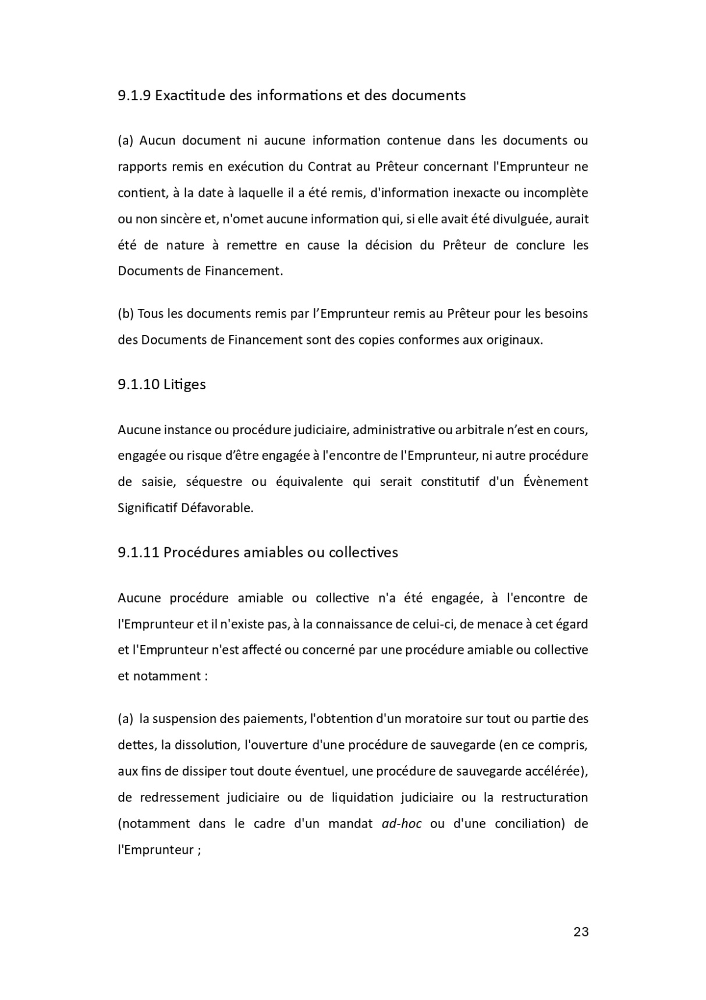 9.1.9 Exactitude des informations et des documents
(a) Aucun document ni aucune information contenue dans les documents ou
rapports remis en exécution du Contrat au Prêteur concernant l'Emprunteur ne
contient, à la date à laquelle il a été remis, d'information inexacte ou incomplète
ou non sincère et, n'omet aucune information qui, si elle avait été divulguée, aurait
été de nature à remettre en cause la décision du Prêteur de conclure les
Documents de Financement.
(b) Tous les documents remis par l’Emprunteur remis au Prêteur pour les besoins
des Documents de Financement sont des copies conformes aux originaux.
9.1.10 Litiges
Aucune instance ou procédure judiciaire, administrative ou arbitrale n’est en cours,
engagée ou risque d’être engagée à l'encontre de l'Emprunteur, ni autre procédure
de saisie, séquestre ou équivalente qui serait constitutif d'un Évènement
Significatif Défavorable.
9.1.11 Procédures amiables ou collectives
Aucune procédure amiable ou collective n'a été engagée, à l'encontre de
l'Emprunteur et il n'existe pas, à la connaissance de celui-ci, de menace à cet égard
et l'Emprunteur n'est affecté ou concerné par une procédure amiable ou collective
et notamment :
(a) la suspension des paiements, l'obtention d'un moratoire sur tout ou partie des
dettes, la dissolution, l'ouverture d'une procédure de sauvegarde (en ce compris,
aux fins de dissiper tout doute éventuel, une procédure de sauvegarde accélérée),
de redressement judiciaire ou de liquidation judiciaire ou la restructuration
(notamment dans le cadre d'un mandat ad-hoc ou d'une conciliation) de
l'Emprunteur ;
23